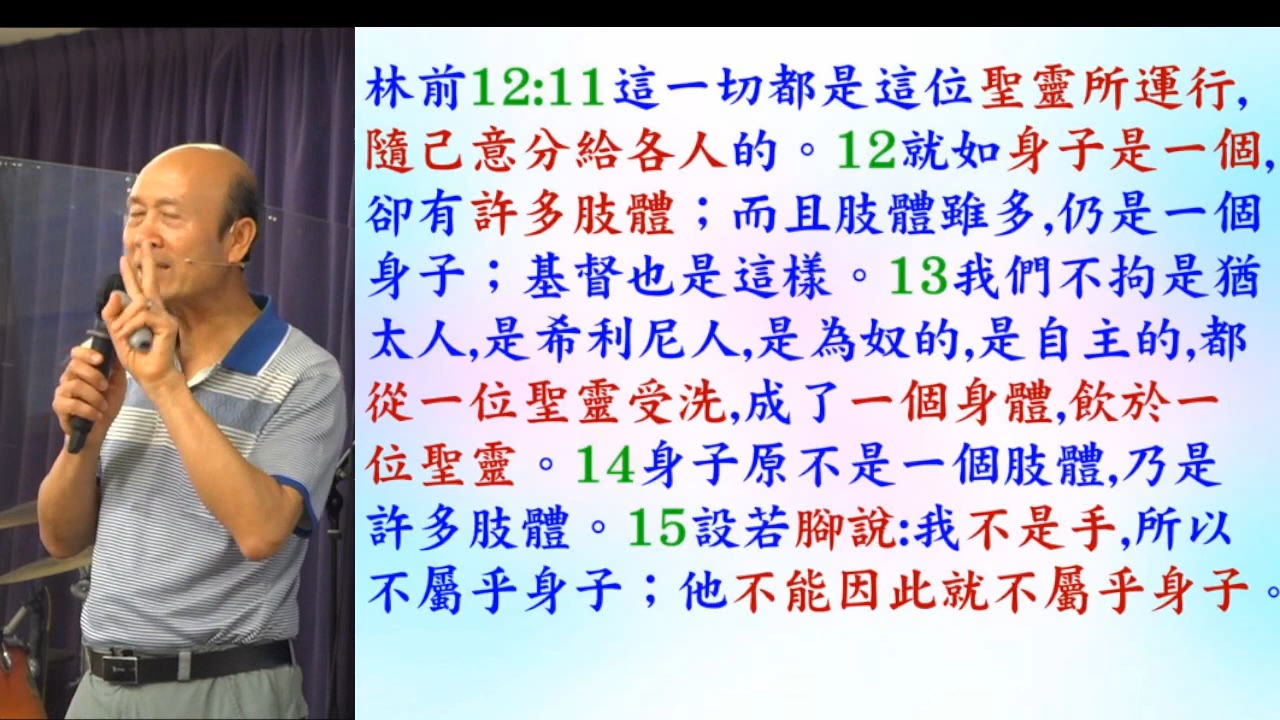 林前12:11這一切都是這位聖靈所運行,
隨己意分給各人的。12就如身子是一個,
卻有許多肢體；而且肢體雖多,仍是一個
身子；基督也是這樣。13我們不拘是猶
太人,是希利尼人,是為奴的,是自主的,都
從一位聖靈受洗,成了一個身體,飲於一
位聖靈。14身子原不是一個肢體,乃是
許多肢體。15設若腳說:我不是手,所以
不屬乎身子；他不能因此就不屬乎身子。